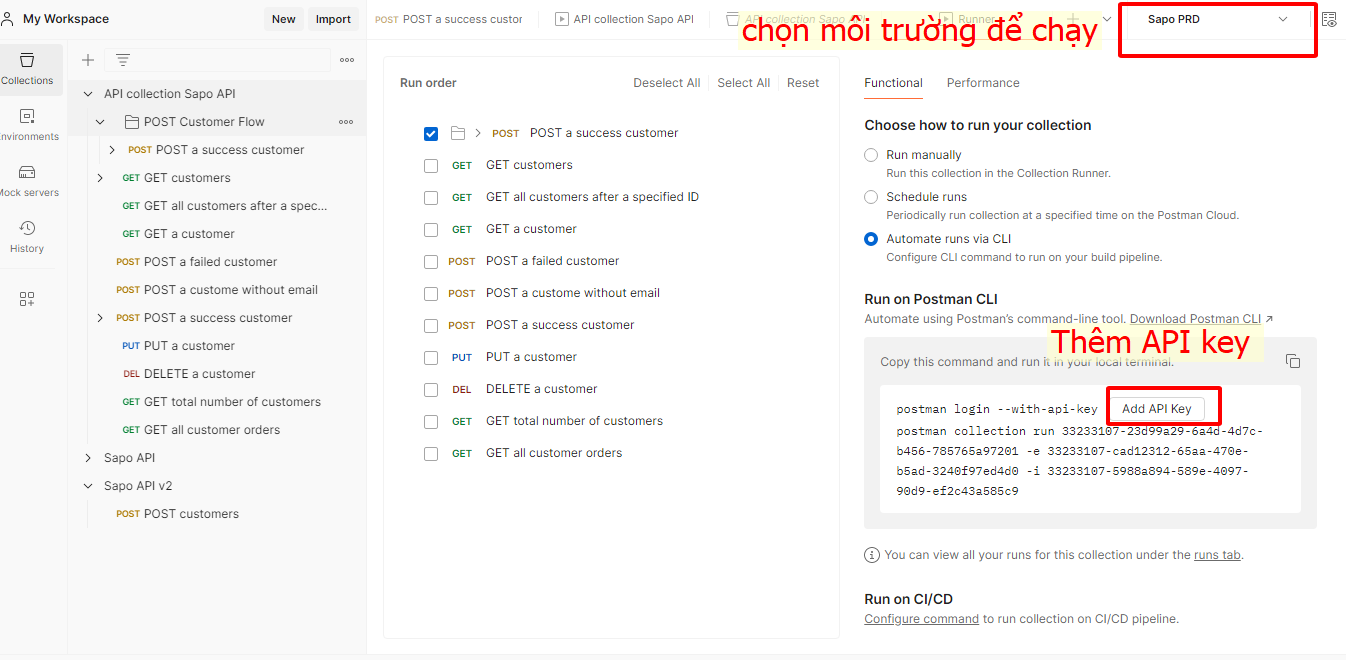 My Workspace
New
Import
POST POST a success custor
API collection Sapo API
API collection Sapo API
Runner
Sapo PRD
chọn môi trường để chạy
Collections
Environments
Mock servers
History
API collection Sapo API
POST Customer Flow
POST POST a success customer
GET GET customers
GET GET all customers after a spec...
GET GET a customer
POST POST a failed customer
POST POST a custome without email
POST POST a success customer
PUT PUT a customer
DEL DELETE a customer
GET GET total number of customers
GET GET all customer orders
Sapo API
Sapo API v2
POST POST customers
Run order
Deselect All
Select All
Reset
POST POST a success customer
GET GET customers
GET GET all customers after a specified ID
GET GET a customer
POST POST a failed customer
POST POST a custome without email
POST POST a success customer
PUT PUT a customer
DEL DELETE a customer
GET GET total number of customers
GET GET all customer orders
Functional
Performance
Choose how to run your collection
Run manually
Run this collection in the Collection Runner.
Schedule runs
Periodically run collection at a specified time on the Postman Cloud.
Automate runs via CLI
Configure CLI command to run on your build pipeline.
Run on Postman CLI
Automate using Postman's command-line tool. Download Postman CLI
Thêm API key
Copy this command and run it in your local terminal.
postman login --with-api-key Add API Key
postman collection run 33233107-23d99a29-6a4d-4d7c-
b456-785765a97201 -e 33233107-cad12312-65aa-470e-
b5ad-3240f97ed4d0 -i 33233107-5988a894-589e-4097-
90d9-ef2c43a585c9
You can view all your runs for this collection under the runs tab.
Run on CI/CD
Configure command to run collection on CI/CD pipeline.